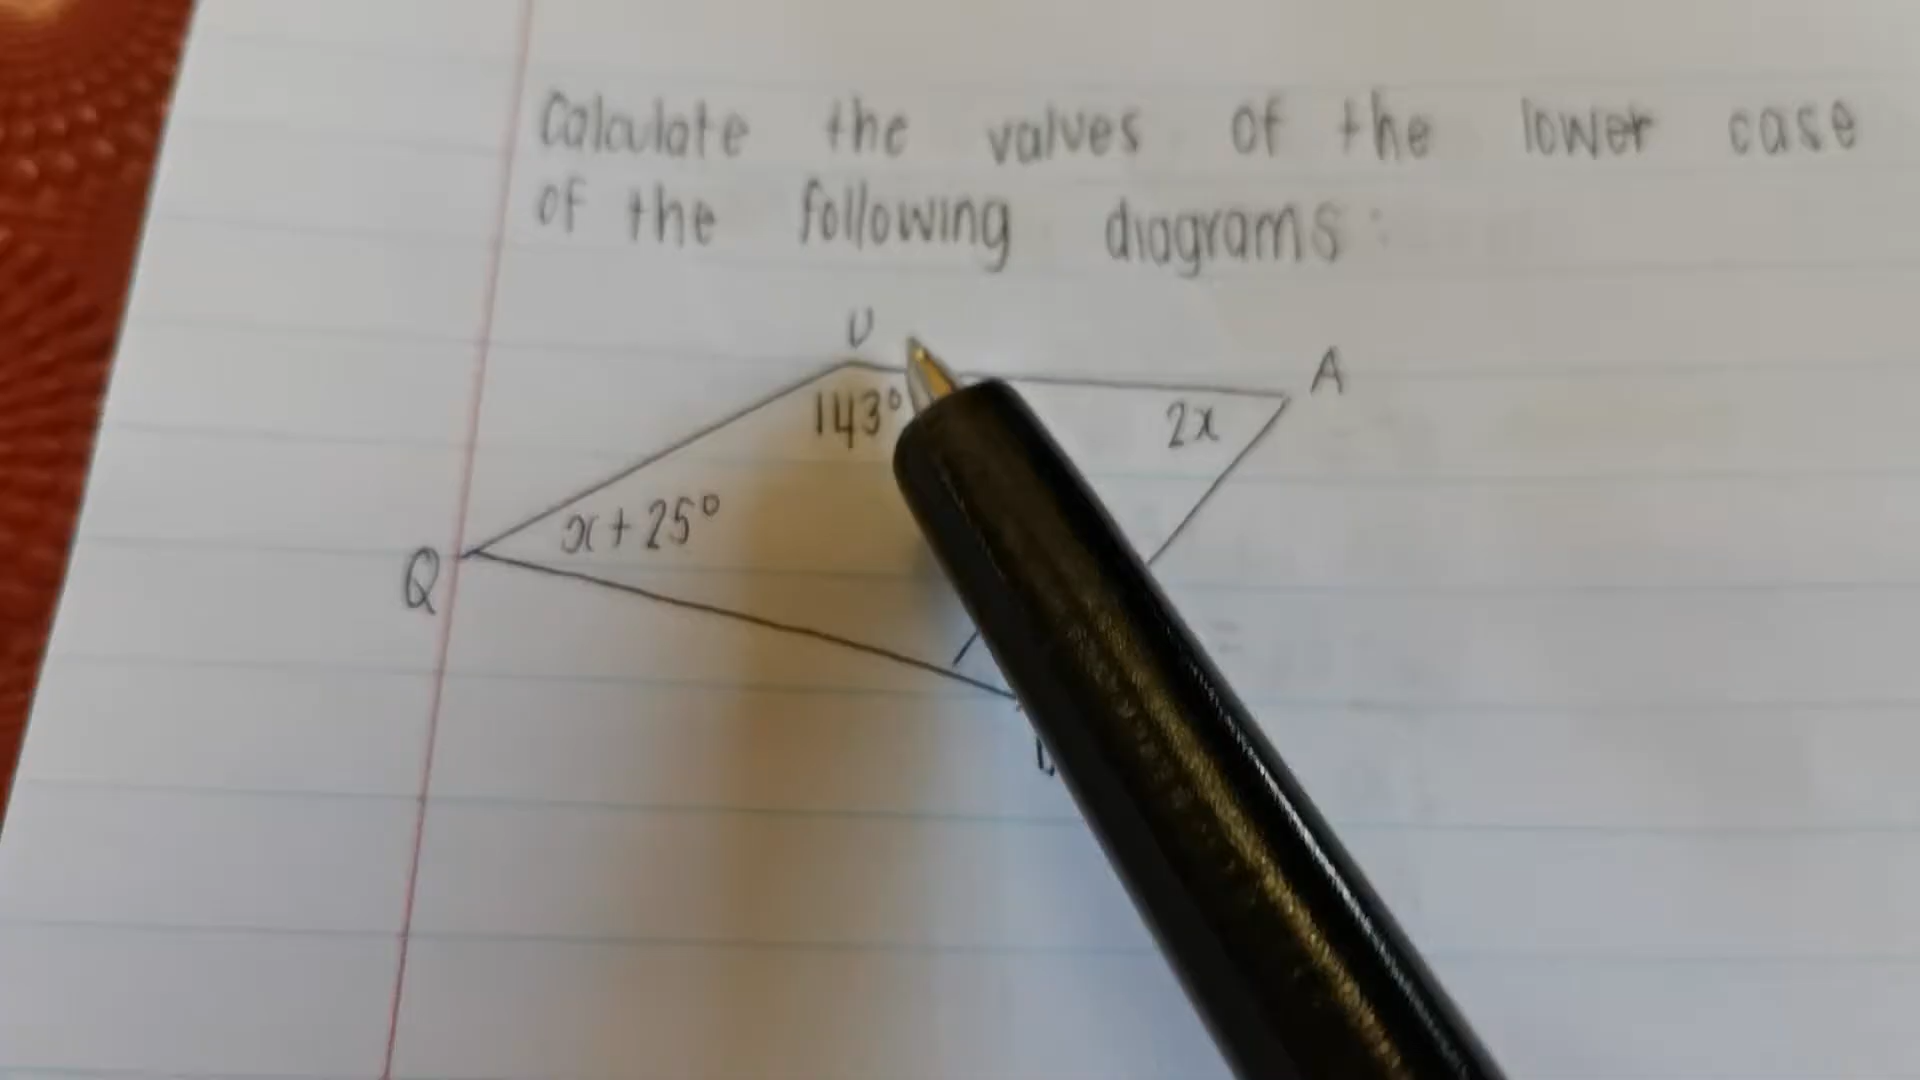 Calculate the values of the lower case
of the following diagrams:
U
A
143°
2x
x + 25°
Q